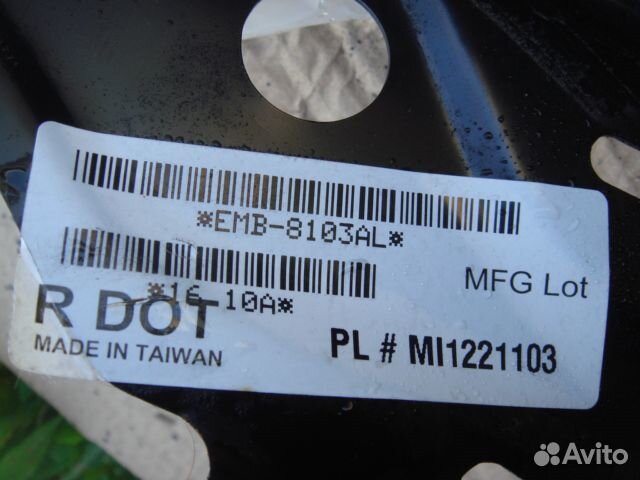 *EMB-8103AL*
*16 10A*
MFG Lot
R DOT
MADE IN TAIWAN
PL # MI1221103
Avito